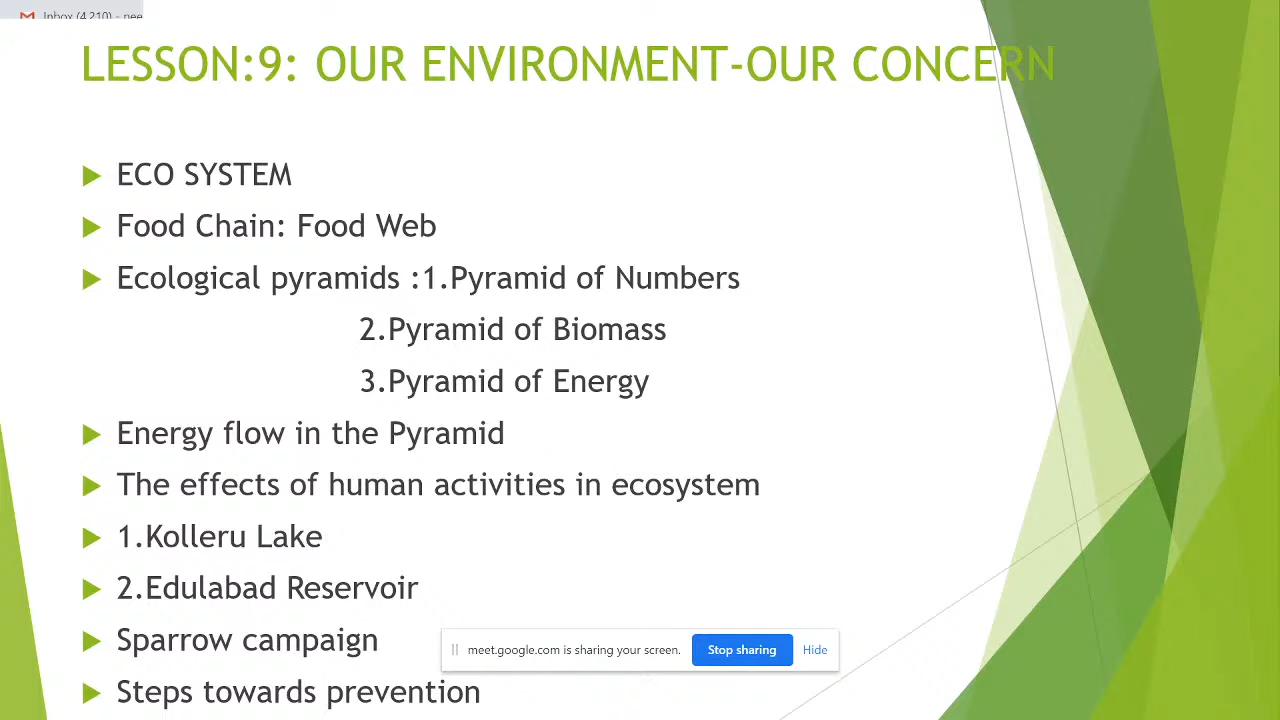 Inbox (4,210) - nee
LESSON:9: OUR ENVIRONMENT-OUR CONCERN
ECO SYSTEM
Food Chain: Food Web
Ecological pyramids :1.Pyramid of Numbers
2.Pyramid of Biomass
3.Pyramid of Energy
Energy flow in the Pyramid
The effects of human activities in ecosystem
1.Kolleru Lake
2.Edulabad Reservoir
Sparrow campaign
meet.google.com is sharing your screen. Stop sharing Hide
Steps towards prevention